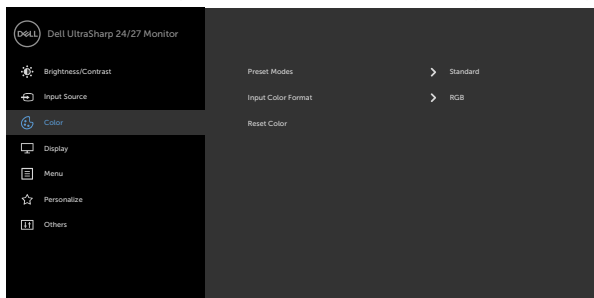 DELL Dell UltraSharp 24/27 Monitor
Brightness/Contrast Preset Modes Standard
Input Source Input Color Format RGB
Color Reset Color
Display
Menu
Personalize
Others